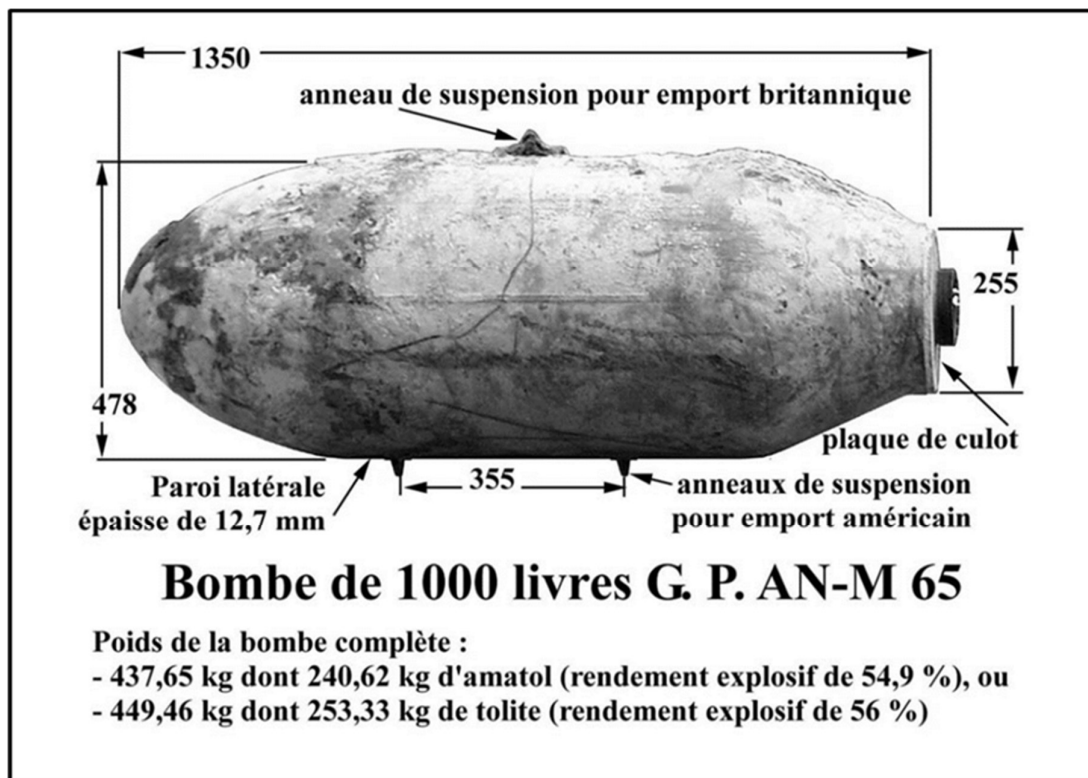 1350
anneau de suspension pour emport britannique
478
255
plaque de culot
Paroi latérale
épaisse de 12,7 mm
355
anneaux de suspension
pour emport américain
Bombe de 1000 livres G. P. AN-M 65
Poids de la bombe complète :
- 437,65 kg dont 240,62 kg d'amatol (rendement explosif de 54,9 %), ou
- 449,46 kg dont 253,33 kg de tolite (rendement explosif de 56 %)